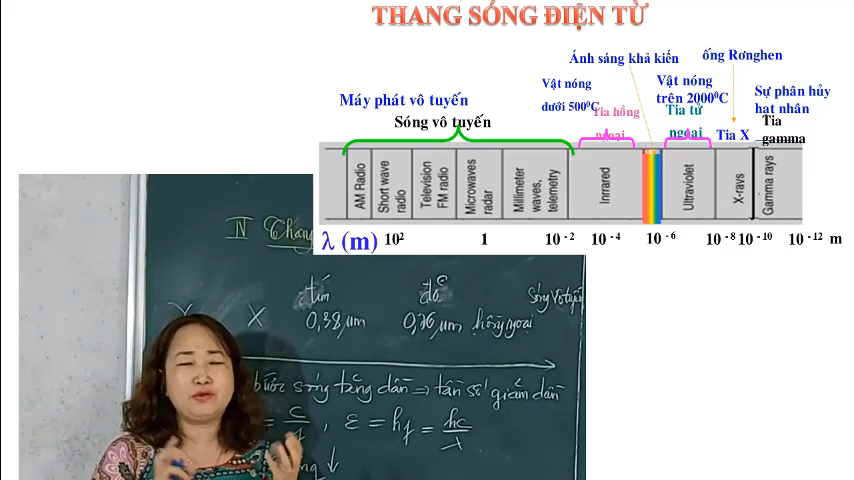 THANG SÓNG ĐIỆN TỪ
Ánh sáng khả kiến
ống Rơnghen
Vật nóng
dưới 500⁰C
Vật nóng
trên 2000⁰C
Sự phân hủy
hạt nhân
Máy phát vô tuyến
Sóng vô tuyến
Tia hồng
ngoại
Tia tử
ngoại
Tia X
Tia
gamma
AM Radio
Short wave
radio
Television
FM radio
Microwaves
radar
Millimeter
waves,
telemetry
Inrrared
Ultraviolet
X-rays
Gamma rays
λ (m) 10² 1 10⁻² 10⁻⁴ 10⁻⁶ 10⁻⁸ 10⁻¹⁰ 10⁻¹² m
IV Thang
tím đỏ Sóng vô tuyến
X 0,38 μm 0,76 μm hồng ngoại
bước sóng tăng dần ⇒ tần số giảm dần
= c/f, ε = hf = hc/λ